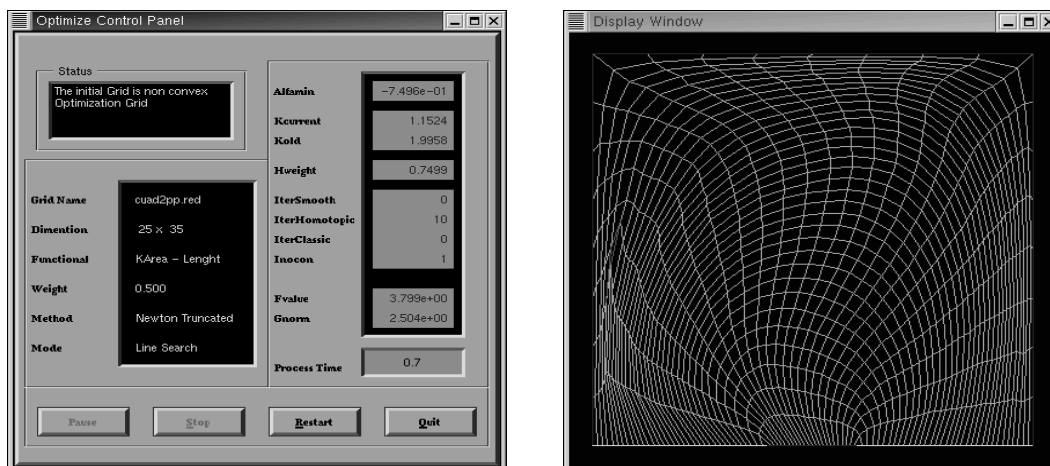 Optimize Control Panel
Status
The initial Grid is non convex
Optimization Grid
Grid Name cuad2pp.red
Dimention 25 x 35
Functional KArea - Lenght
Weight 0.500
Method Newton Truncated
Mode Line Search
Alfamin -7.496e-01
Kcurrent 1.1524
Kold 1.9958
Hweight 0.7499
IterSmooth 0
IterHomotopic 10
IterClassic 0
Inocon 1
Fvalue 3.799e+00
Gnorm 2.504e+00
Process Time 0.7
Pause Stop Restart Quit
Display Window